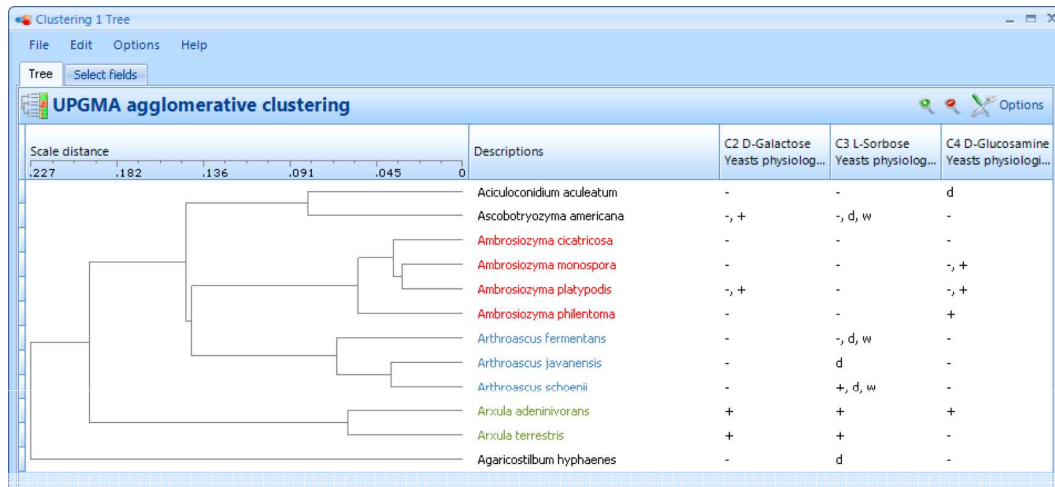 Clustering 1 Tree
File Edit Options Help
Tree Select fields
UPGMA agglomerative clustering Options
Scale distance Descriptions C2 D-Galactose C3 L-Sorbose C4 D-Glucosamine
Yeasts physiolog... Yeasts physiolog... Yeasts physiologi...
.227 .182 .136 .091 .045 0
Aciculoconidium aculeatum - - d
Ascobotryozyma americana -, + -, d, w -
Ambrosiozyma cicatricosa - - -
Ambrosiozyma monospora - - -, +
Ambrosiozyma platypodis -, + - -, +
Ambrosiozyma philentoma - - +
Arthroascus fermentans - -, d, w -
Arthroascus javanensis - d -
Arthroascus schoenii - +, d, w -
Arxula adeninivorans + + +
Arxula terrestris + + -
Agaricostilbum hyphaenes - d -